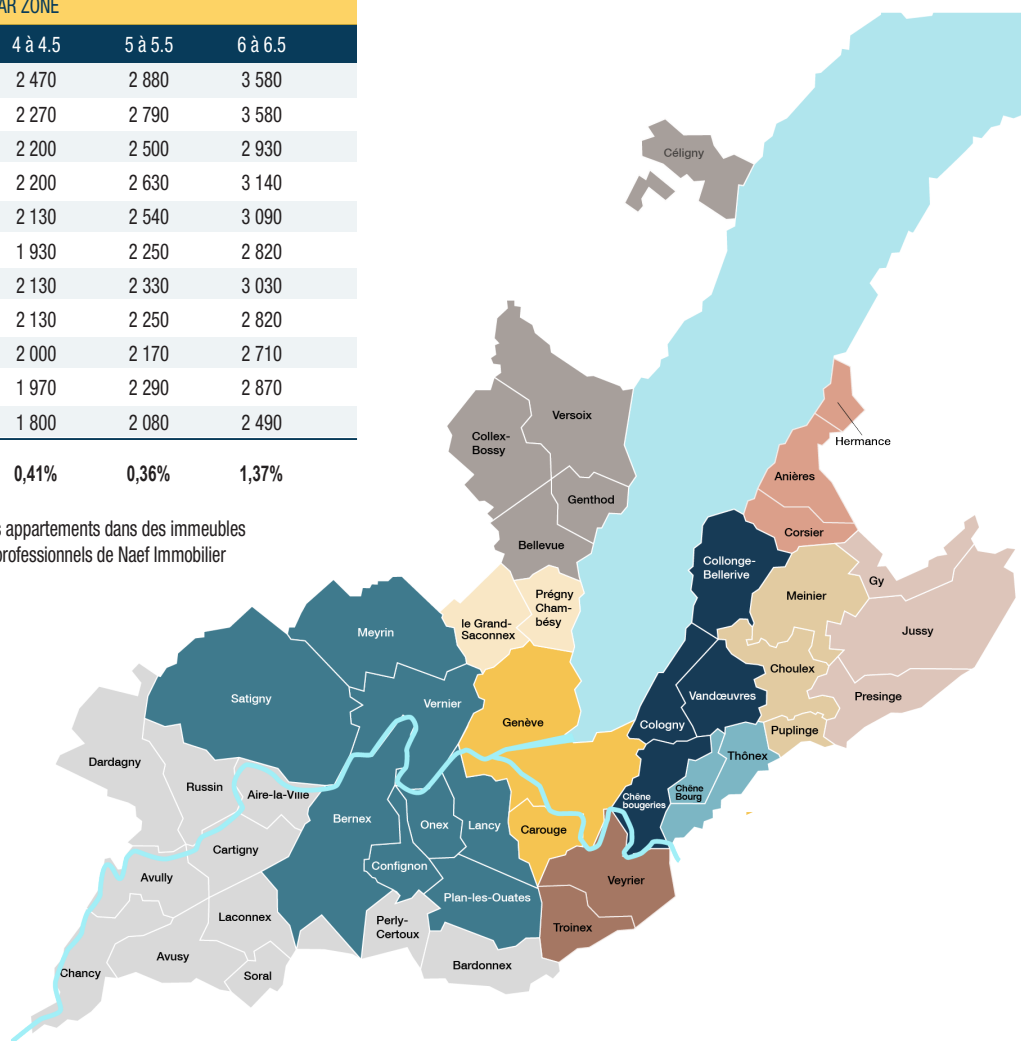 AR ZONE
4 à 4.5 5 à 5.5 6 à 6.5
2 470 2 880 3 580
2 270 2 790 3 580
2 200 2 500 2 930
2 200 2 630 3 140
2 130 2 540 3 090
1 930 2 250 2 820
2 130 2 330 3 030
2 130 2 250 2 820
2 000 2 170 2 710
1 970 2 290 2 870
1 800 2 080 2 490
0,41% 0,36% 1,37%
s appartements dans des immeubles
professionnels de Naef Immobilier
Céligny
Versoix
Collex-
Bossy
Genthod
Bellevue
Hermance
Anières
Corsier
Collonge-
Bellerive
Meinier
Gy
Jussy
Prégny
Cham-
bésy
le Grand-
Saconnex
Meyrin
Choulex
Presinge
Vandœuvres
Satigny
Vernier
Genève
Cologny
Puplinge
Thônex
Dardagny
Russin
Aire-la-Ville
Chêne
Bourg
Chêne
bougeries
Bernex
Onex
Lancy
Carouge
Cartigny
Confignon
Avully
Veyrier
Plan-les-Ouates
Laconnex
Perly-
Certoux
Troinex
Avusy
Bardonnex
Chancy
Soral